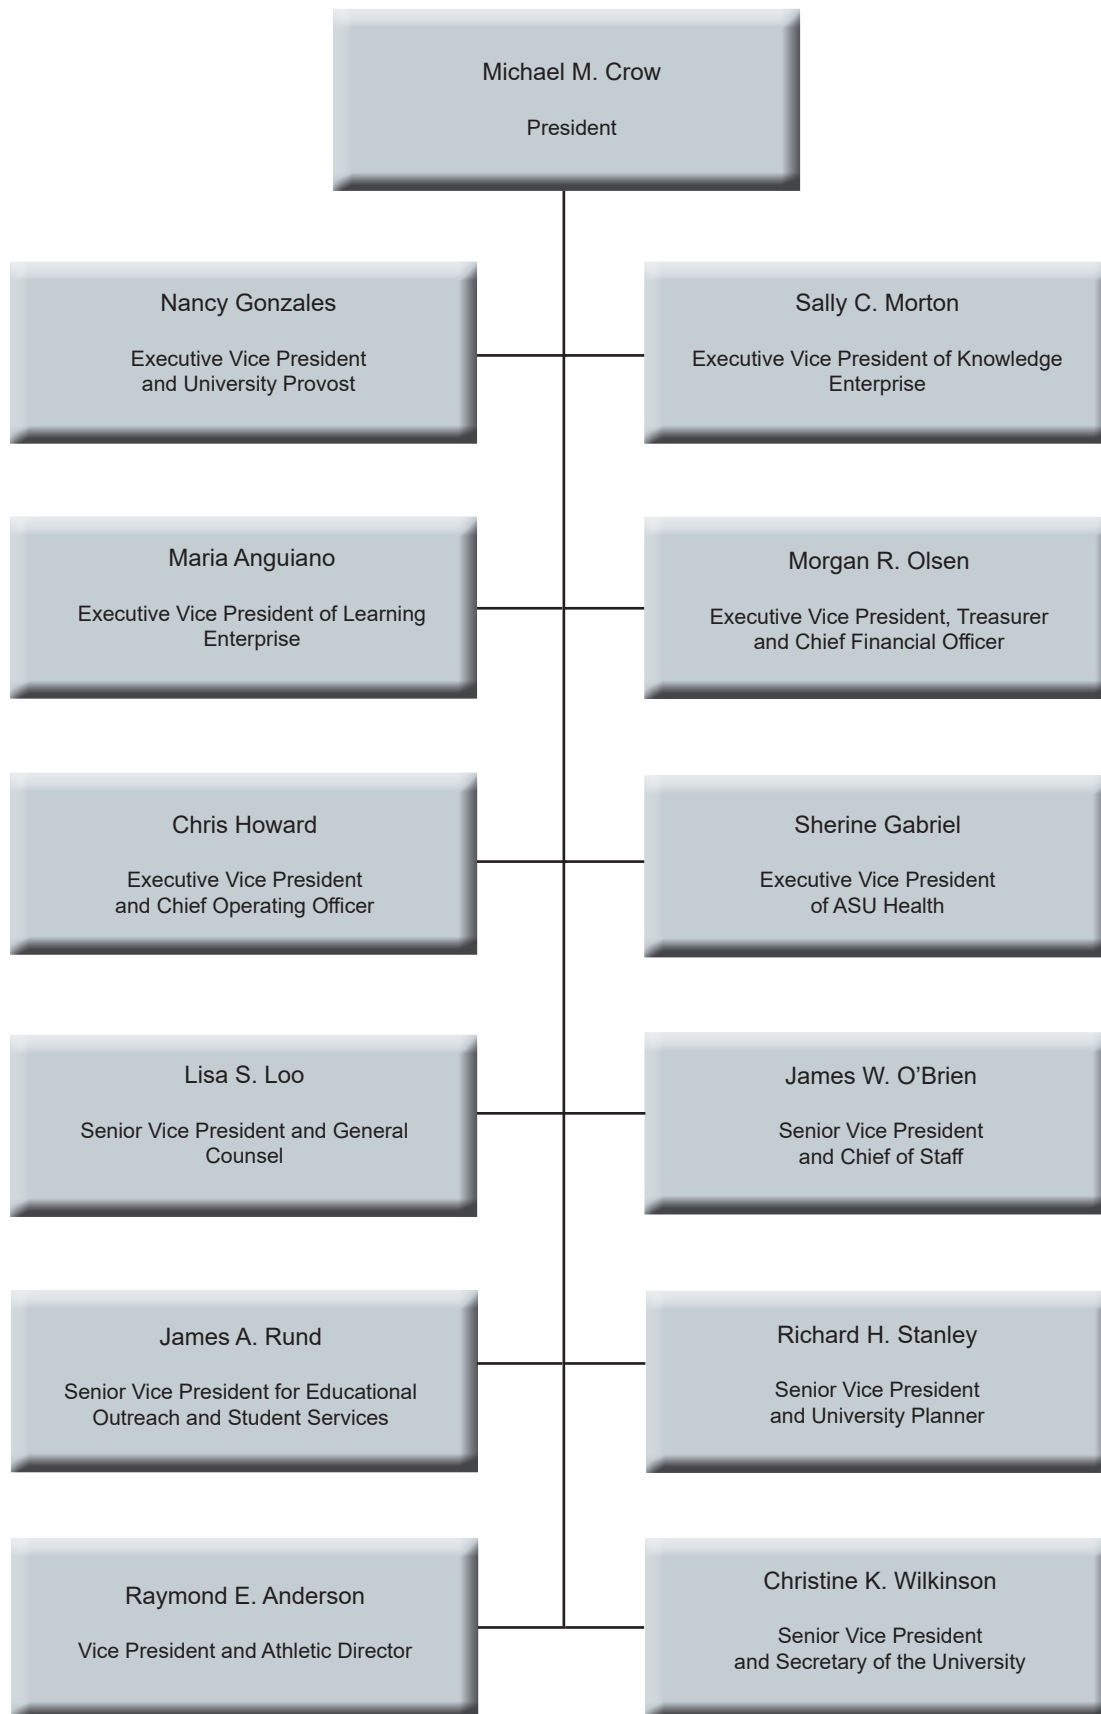 Michael M. Crow
President
Nancy Gonzales
Executive Vice President
and University Provost
Sally C. Morton
Executive Vice President of Knowledge
Enterprise
Maria Anguiano
Executive Vice President of Learning
Enterprise
Morgan R. Olsen
Executive Vice President, Treasurer
and Chief Financial Officer
Chris Howard
Executive Vice President
and Chief Operating Officer
Sherine Gabriel
Executive Vice President
of ASU Health
Lisa S. Loo
Senior Vice President and General
Counsel
James W. O’Brien
Senior Vice President
and Chief of Staff
James A. Rund
Senior Vice President for Educational
Outreach and Student Services
Richard H. Stanley
Senior Vice President
and University Planner
Raymond E. Anderson
Vice President and Athletic Director
Christine K. Wilkinson
Senior Vice President
and Secretary of the University